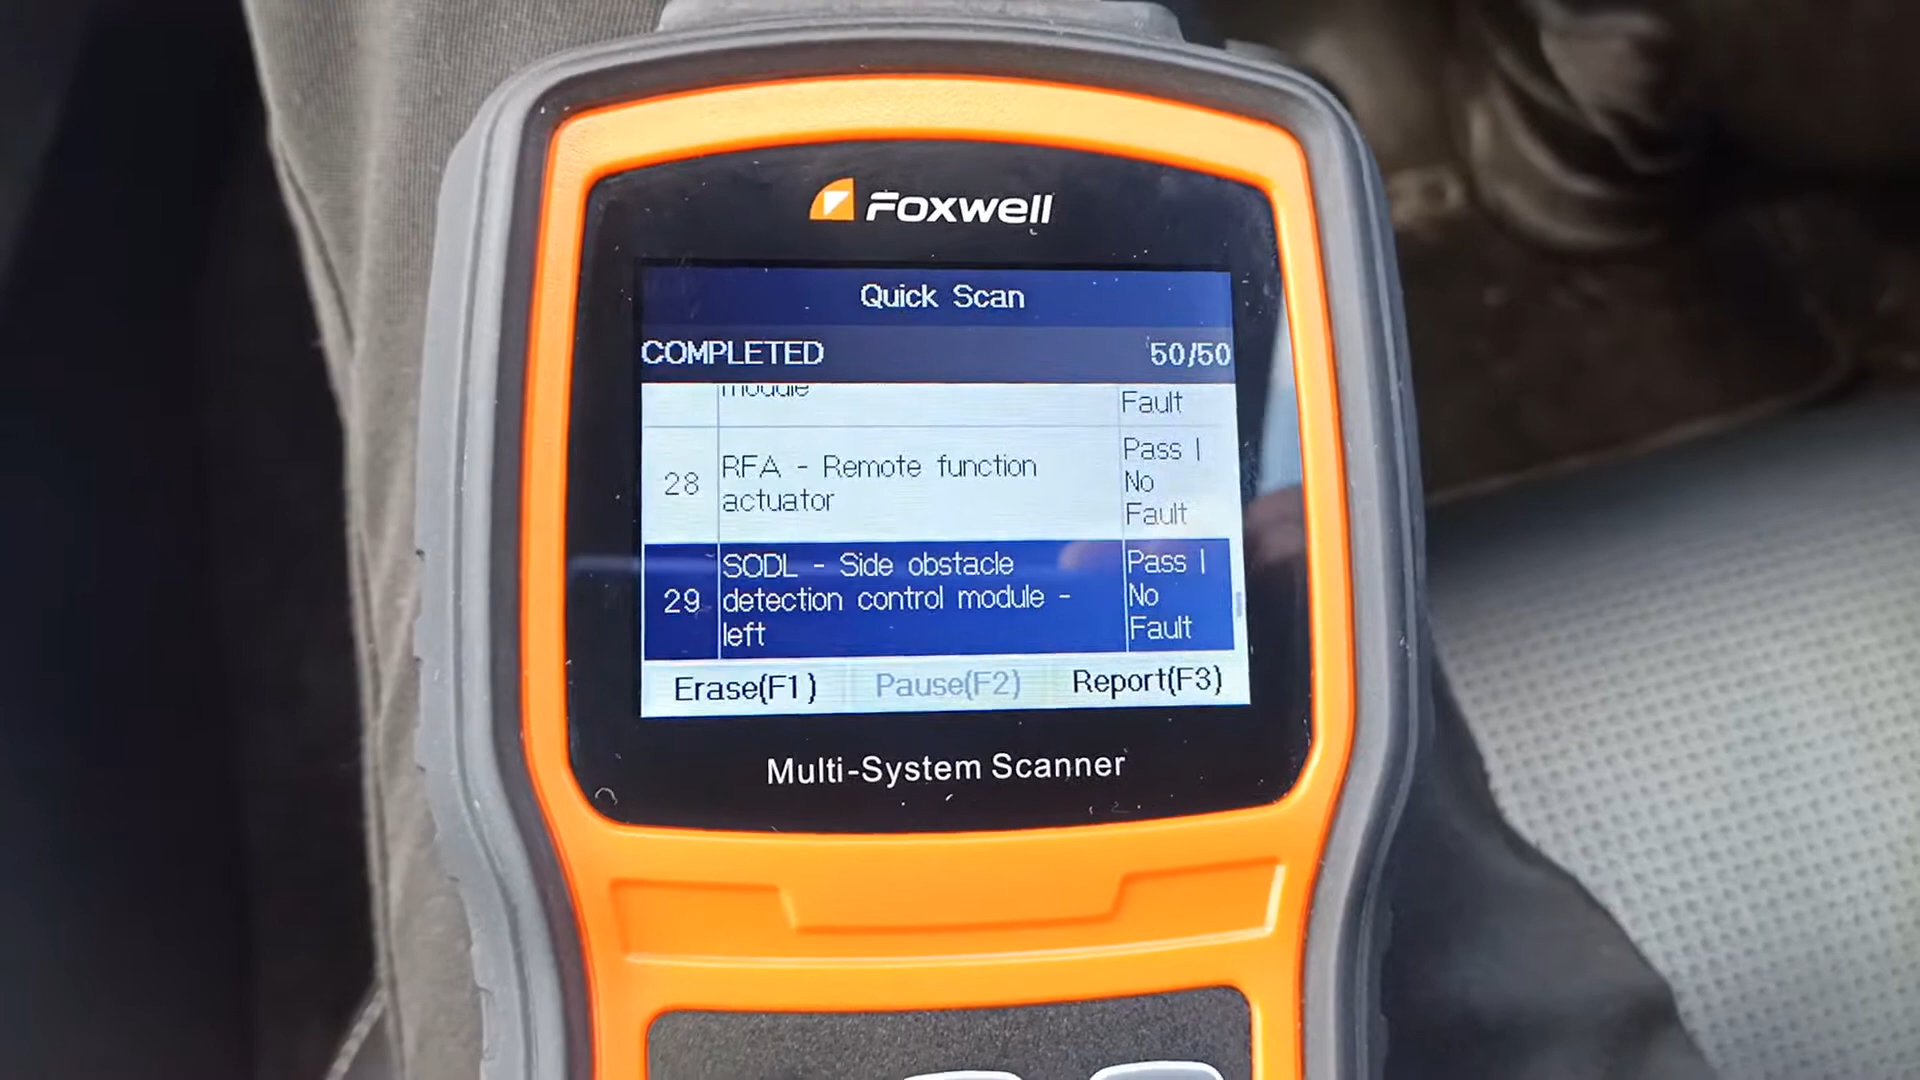 Foxwell
Quick Scan
COMPLETED 50/50
module Fault
28 RFA - Remote function actuator Pass | No Fault
29 SODL - Side obstacle detection control module - left Pass | No Fault
Erase(F1) Pause(F2) Report(F3)
Multi-System Scanner